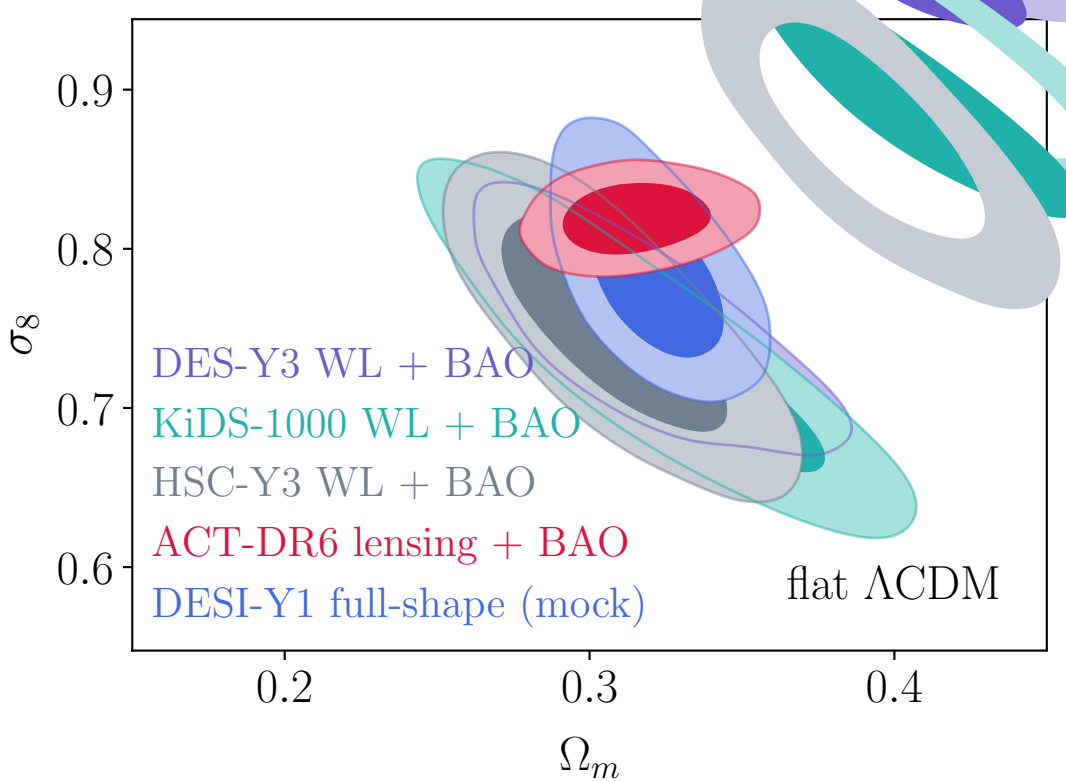 0.9
0.8
0.7
0.6
σ₈
DES-Y3 WL + BAO
KiDS-1000 WL + BAO
HSC-Y3 WL + BAO
ACT-DR6 lensing + BAO
DESI-Y1 full-shape (mock)
flat ΛCDM
0.2 0.3 0.4
Ωₘ